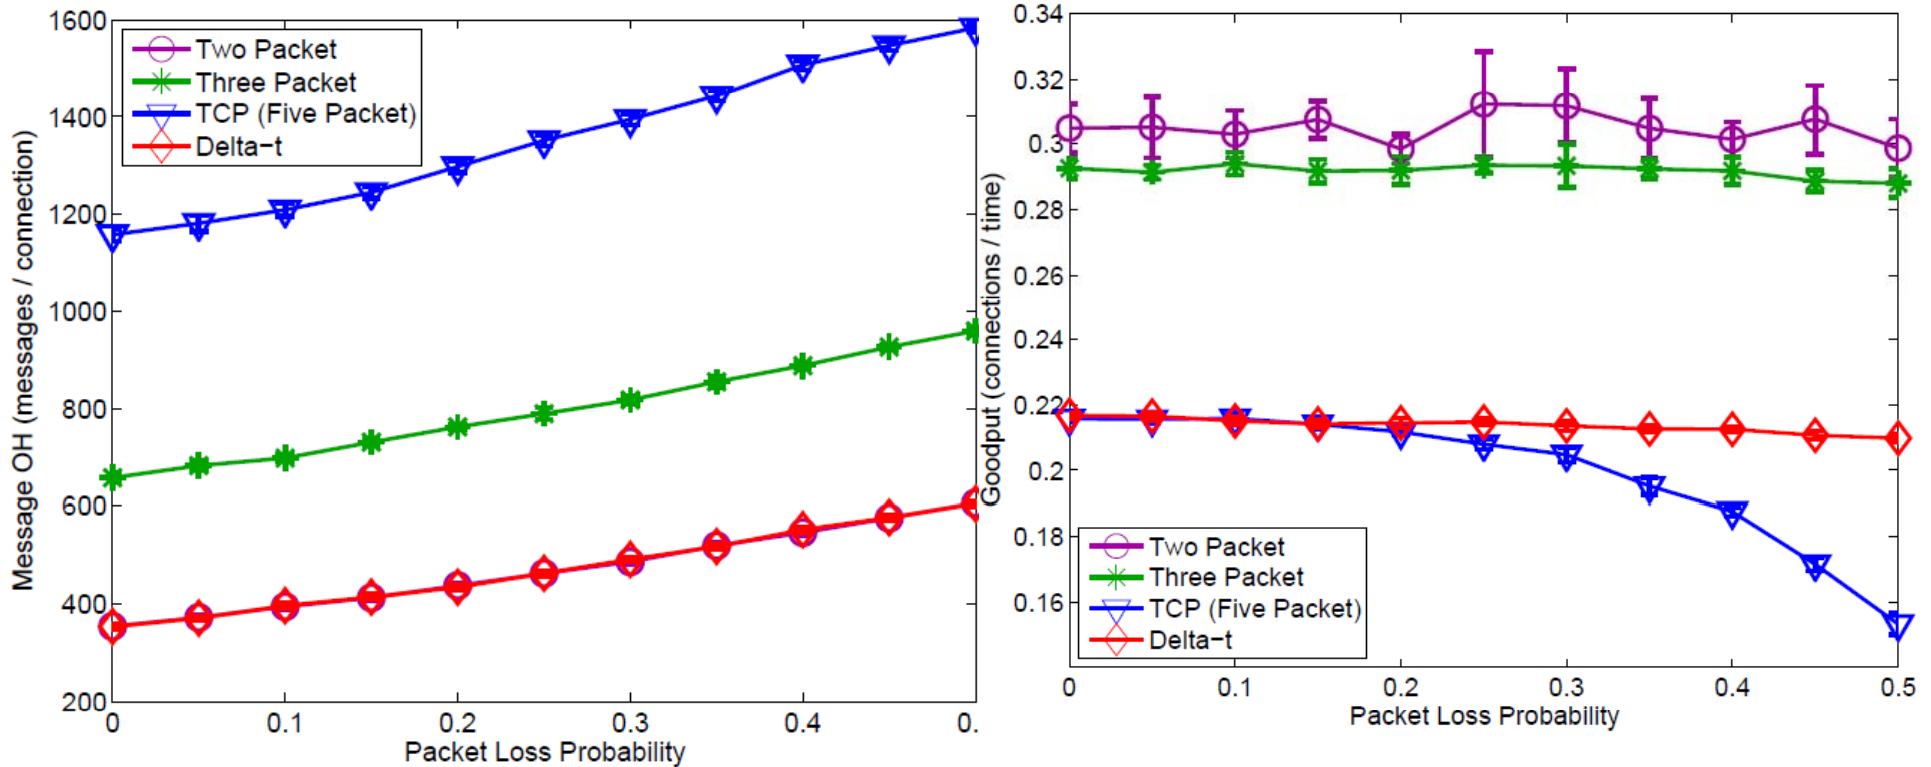 1600
1400
1200
1000
800
600
400
200
Message OH (messages / connection)
Two Packet
Three Packet
TCP (Five Packet)
Delta−t
0 0.1 0.2 0.3 0.4 0.
Packet Loss Probability
0.34
0.32
0.3
0.28
0.26
0.24
0.22
0.2
0.18
0.16
Goodput (connections / time)
Two Packet
Three Packet
TCP (Five Packet)
Delta−t
0 0.1 0.2 0.3 0.4 0.5
Packet Loss Probability